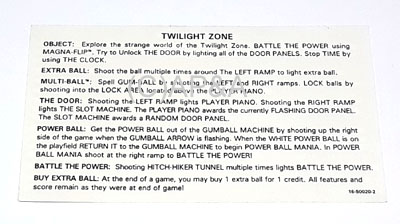 TWILIGHT ZONE
OBJECT: Explore the strange world of the Twilight Zone. BATTLE THE POWER using
MAGNA-FLIP™. Try to Unlock THE DOOR by lighting all of the DOOR PANELS. Stop TIME by
using THE CLOCK.
EXTRA BALL: Shoot the ball multiple times around The LEFT RAMP to light extra ball.
MULTI-BALL™: Spell GUM-BALL by shooting the LEFT and RIGHT ramps. LOCK balls by
shooting into the LOCK AREA and under the PLAYER PIANO.
THE DOOR: Shooting the LEFT RAMP lights PLAYER PIANO. Shooting the RIGHT RAMP
lights THE SLOT MACHINE. The PLAYER PIANO awards the currently FLASHING DOOR PANEL.
The SLOT MACHINE awards a RANDOM DOOR PANEL.
POWER BALL: Get the POWER BALL out of the GUMBALL MACHINE by shooting up the right
side of the game when the GUMBALL ARROW is flashing. When the WHITE POWER BALL is on
the playfield RETURN IT to the GUMBALL MACHINE to begin POWER BALL MANIA. In POWER
BALL MANIA shoot at the right ramp to BATTLE THE POWER!
BATTLE THE POWER: Shooting HITCH-HIKER TUNNEL multiple times lights BATTLE THE POWER.
BUY EXTRA BALL: At the end of a game, you may buy 1 extra ball for 1 credit. All features and
score remain as they were at end of game!
16-50020-2